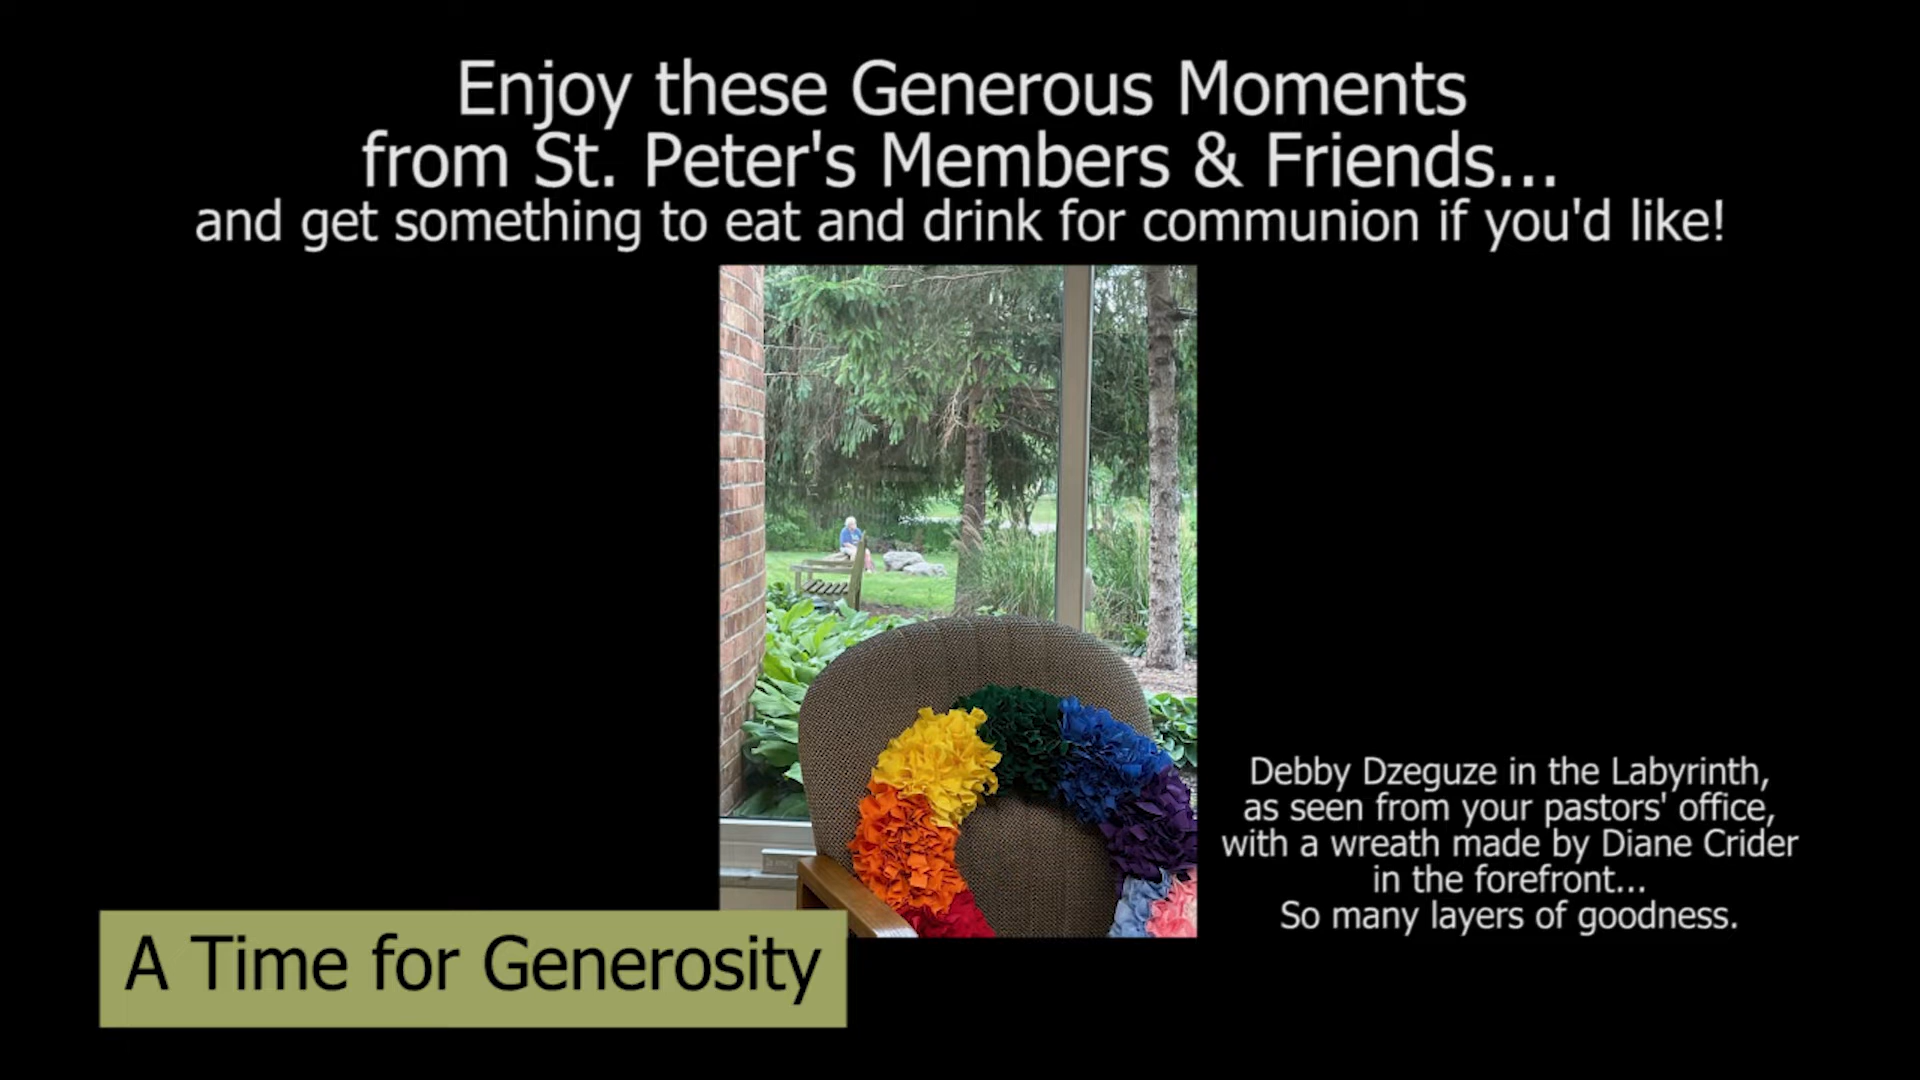 Enjoy these Generous Moments
from St. Peter's Members & Friends...
and get something to eat and drink for communion if you'd like!
Debby Dzeguze in the Labyrinth,
as seen from your pastors' office,
with a wreath made by Diane Crider
in the forefront...
So many layers of goodness.
A Time for Generosity